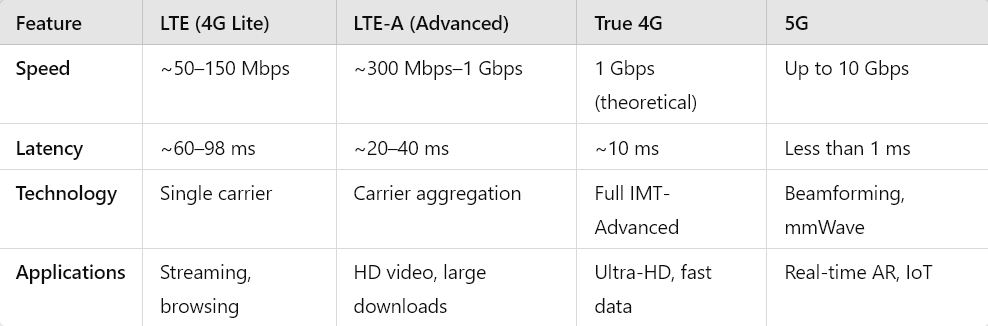 Feature LTE (4G Lite) LTE-A (Advanced) True 4G 5G
Speed ~50–150 Mbps ~300 Mbps–1 Gbps 1 Gbps Up to 10 Gbps
(theoretical)
Latency ~60–98 ms ~20–40 ms ~10 ms Less than 1 ms
Technology Single carrier Carrier aggregation Full IMT- Beamforming,
Advanced mmWave
Applications Streaming, HD video, large Ultra-HD, fast Real-time AR, IoT
browsing downloads data